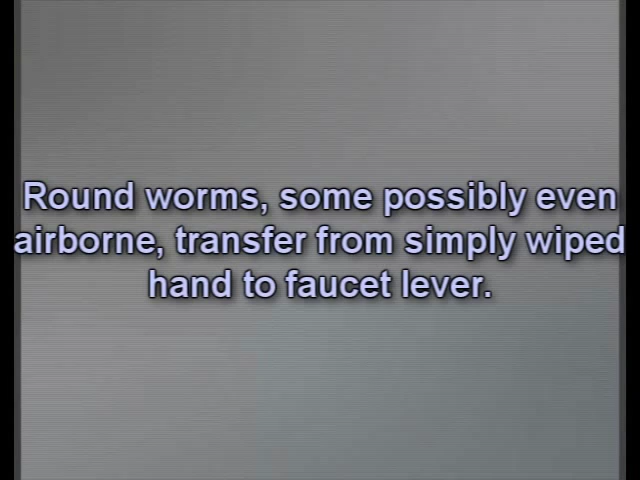 Round worms, some possibly even
airborne, transfer from simply wiped
hand to faucet lever.